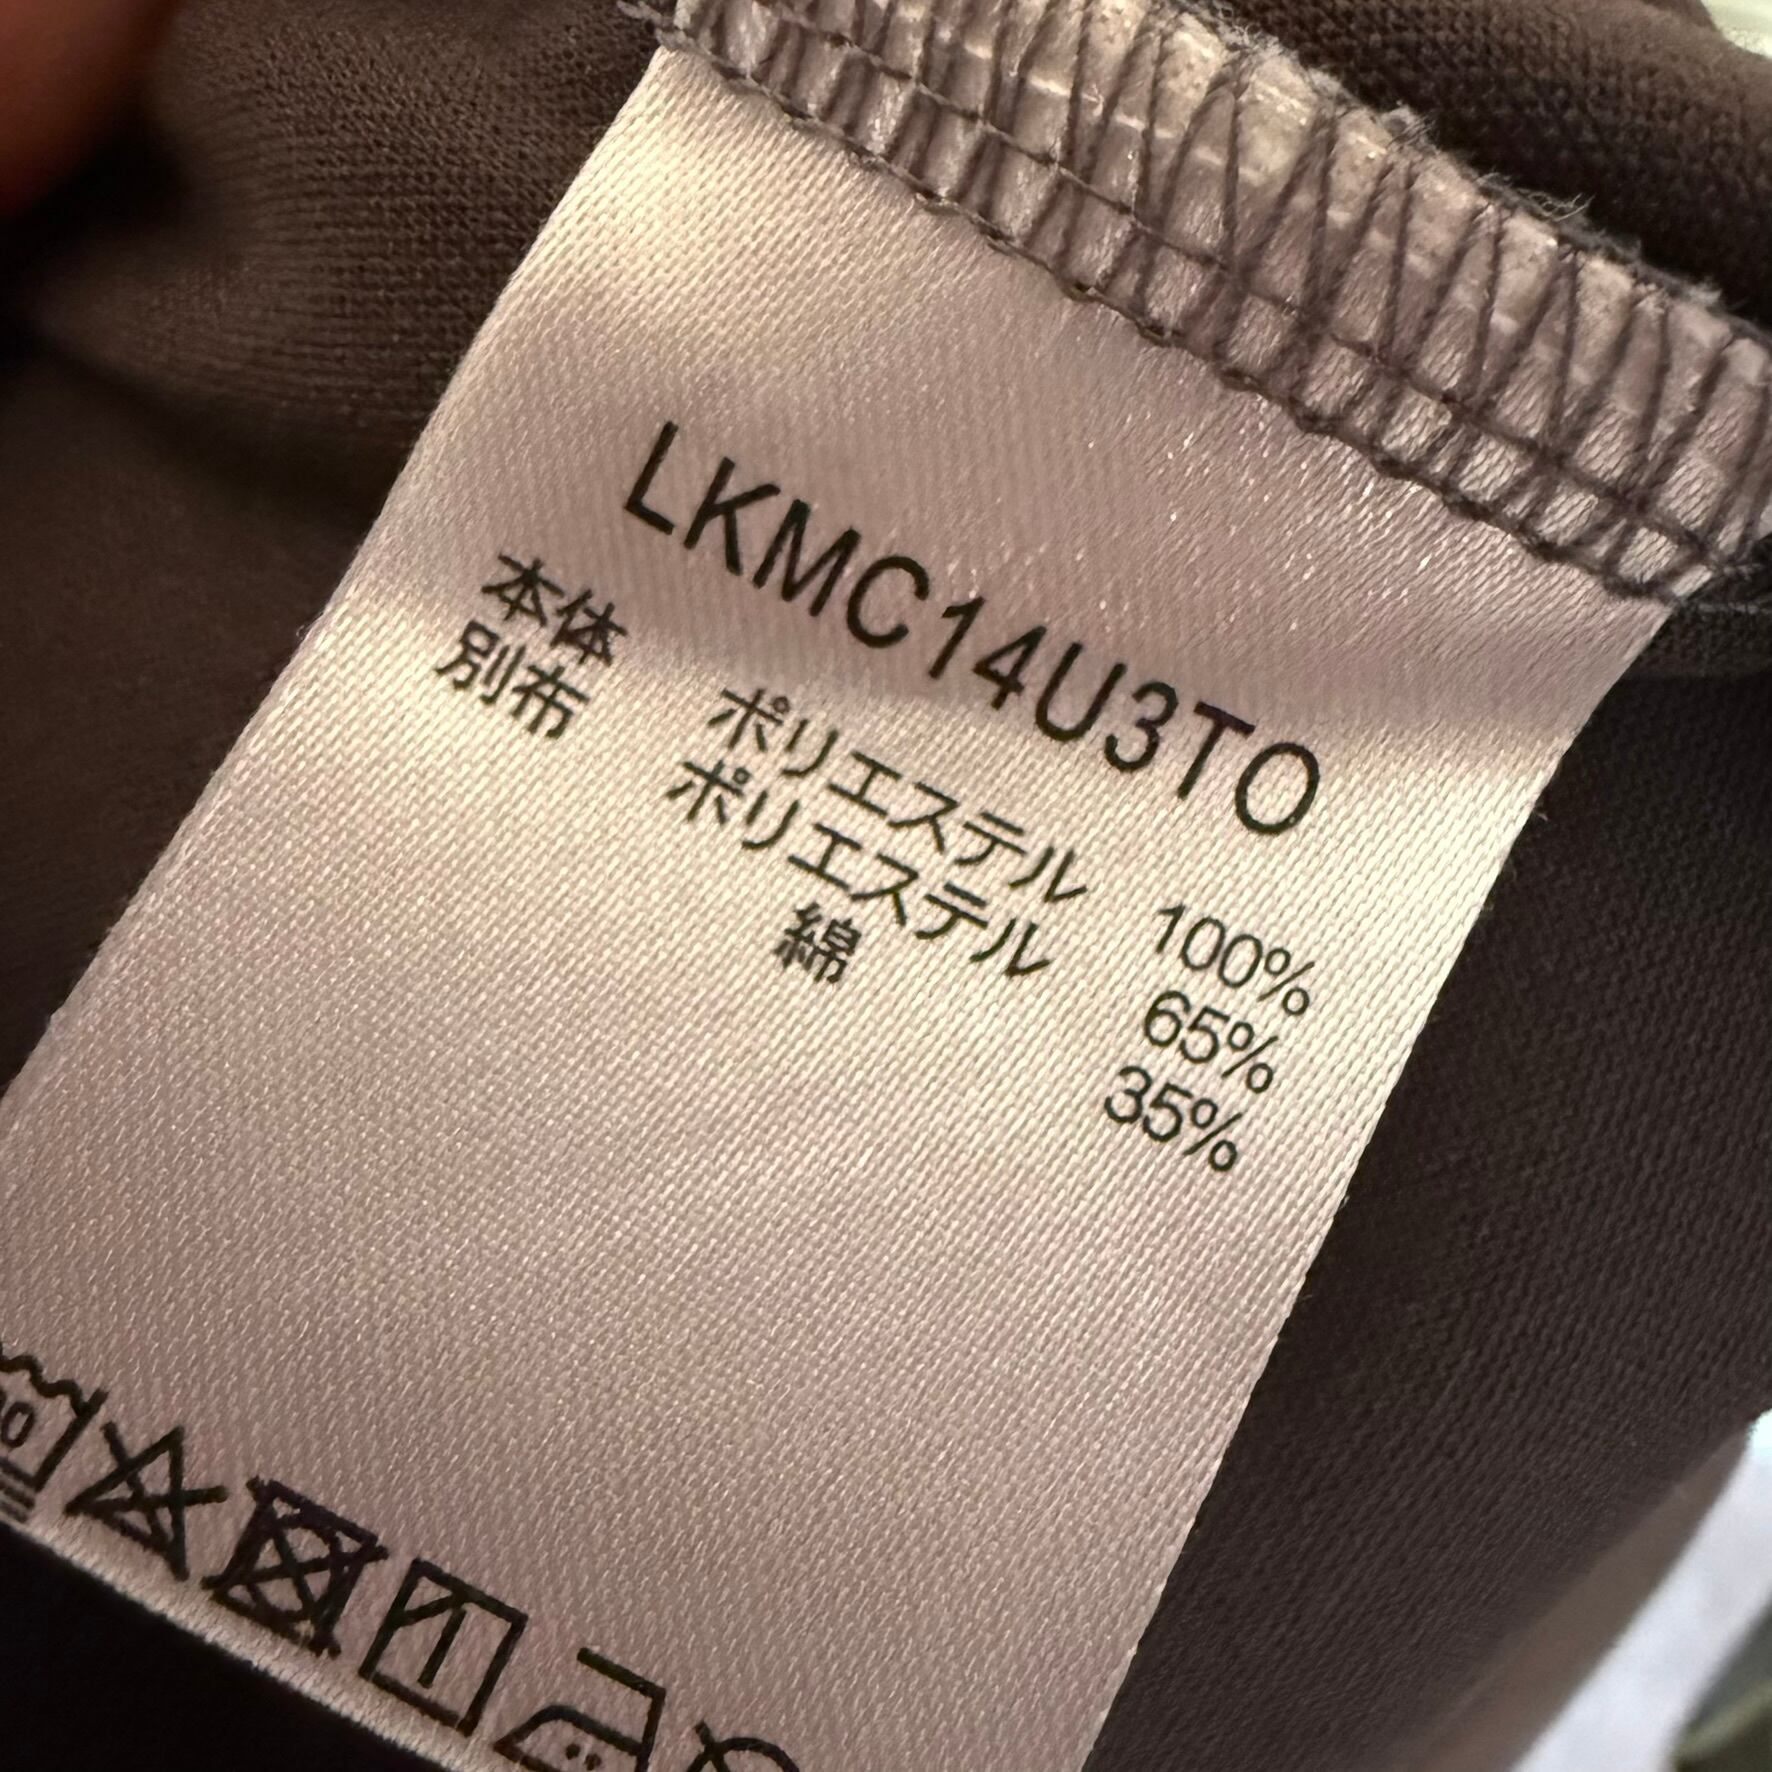 LKMC14U3TO
本体 ポリエステル 100%
別布 ポリエステル 65%
綿 35%